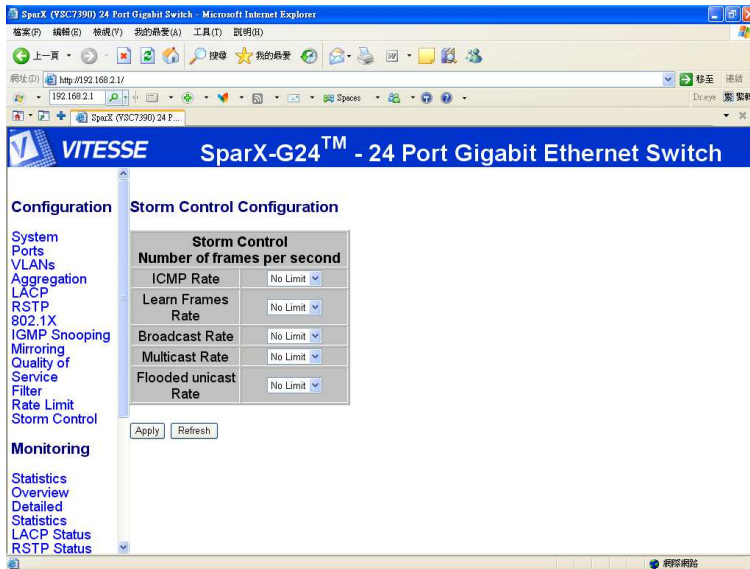 SparX (VSC7390) 24 Port Gigabit Switch - Microsoft Internet Explorer
檔案(F) 編輯(E) 檢視(V) 我的最愛(A) 工具(T) 說明(H)
上一頁 搜尋 我的最愛
網址(D) http://192.168.2.1/ 移至 連結
192.168.2.1 Spaces Dr.eye
SparX (VSC7390) 24 P...
VITESSE SparX-G24™ - 24 Port Gigabit Ethernet Switch
Configuration
System
Ports
VLANs
Aggregation
LACP
RSTP
802.1X
IGMP Snooping
Mirroring
Quality of
Service
Filter
Rate Limit
Storm Control
Monitoring
Statistics
Overview
Detailed
Statistics
LACP Status
RSTP Status
Storm Control Configuration
Storm Control
Number of frames per second
ICMP Rate No Limit
Learn Frames
Rate No Limit
Broadcast Rate No Limit
Multicast Rate No Limit
Flooded unicast
Rate No Limit
Apply Refresh
網際網路